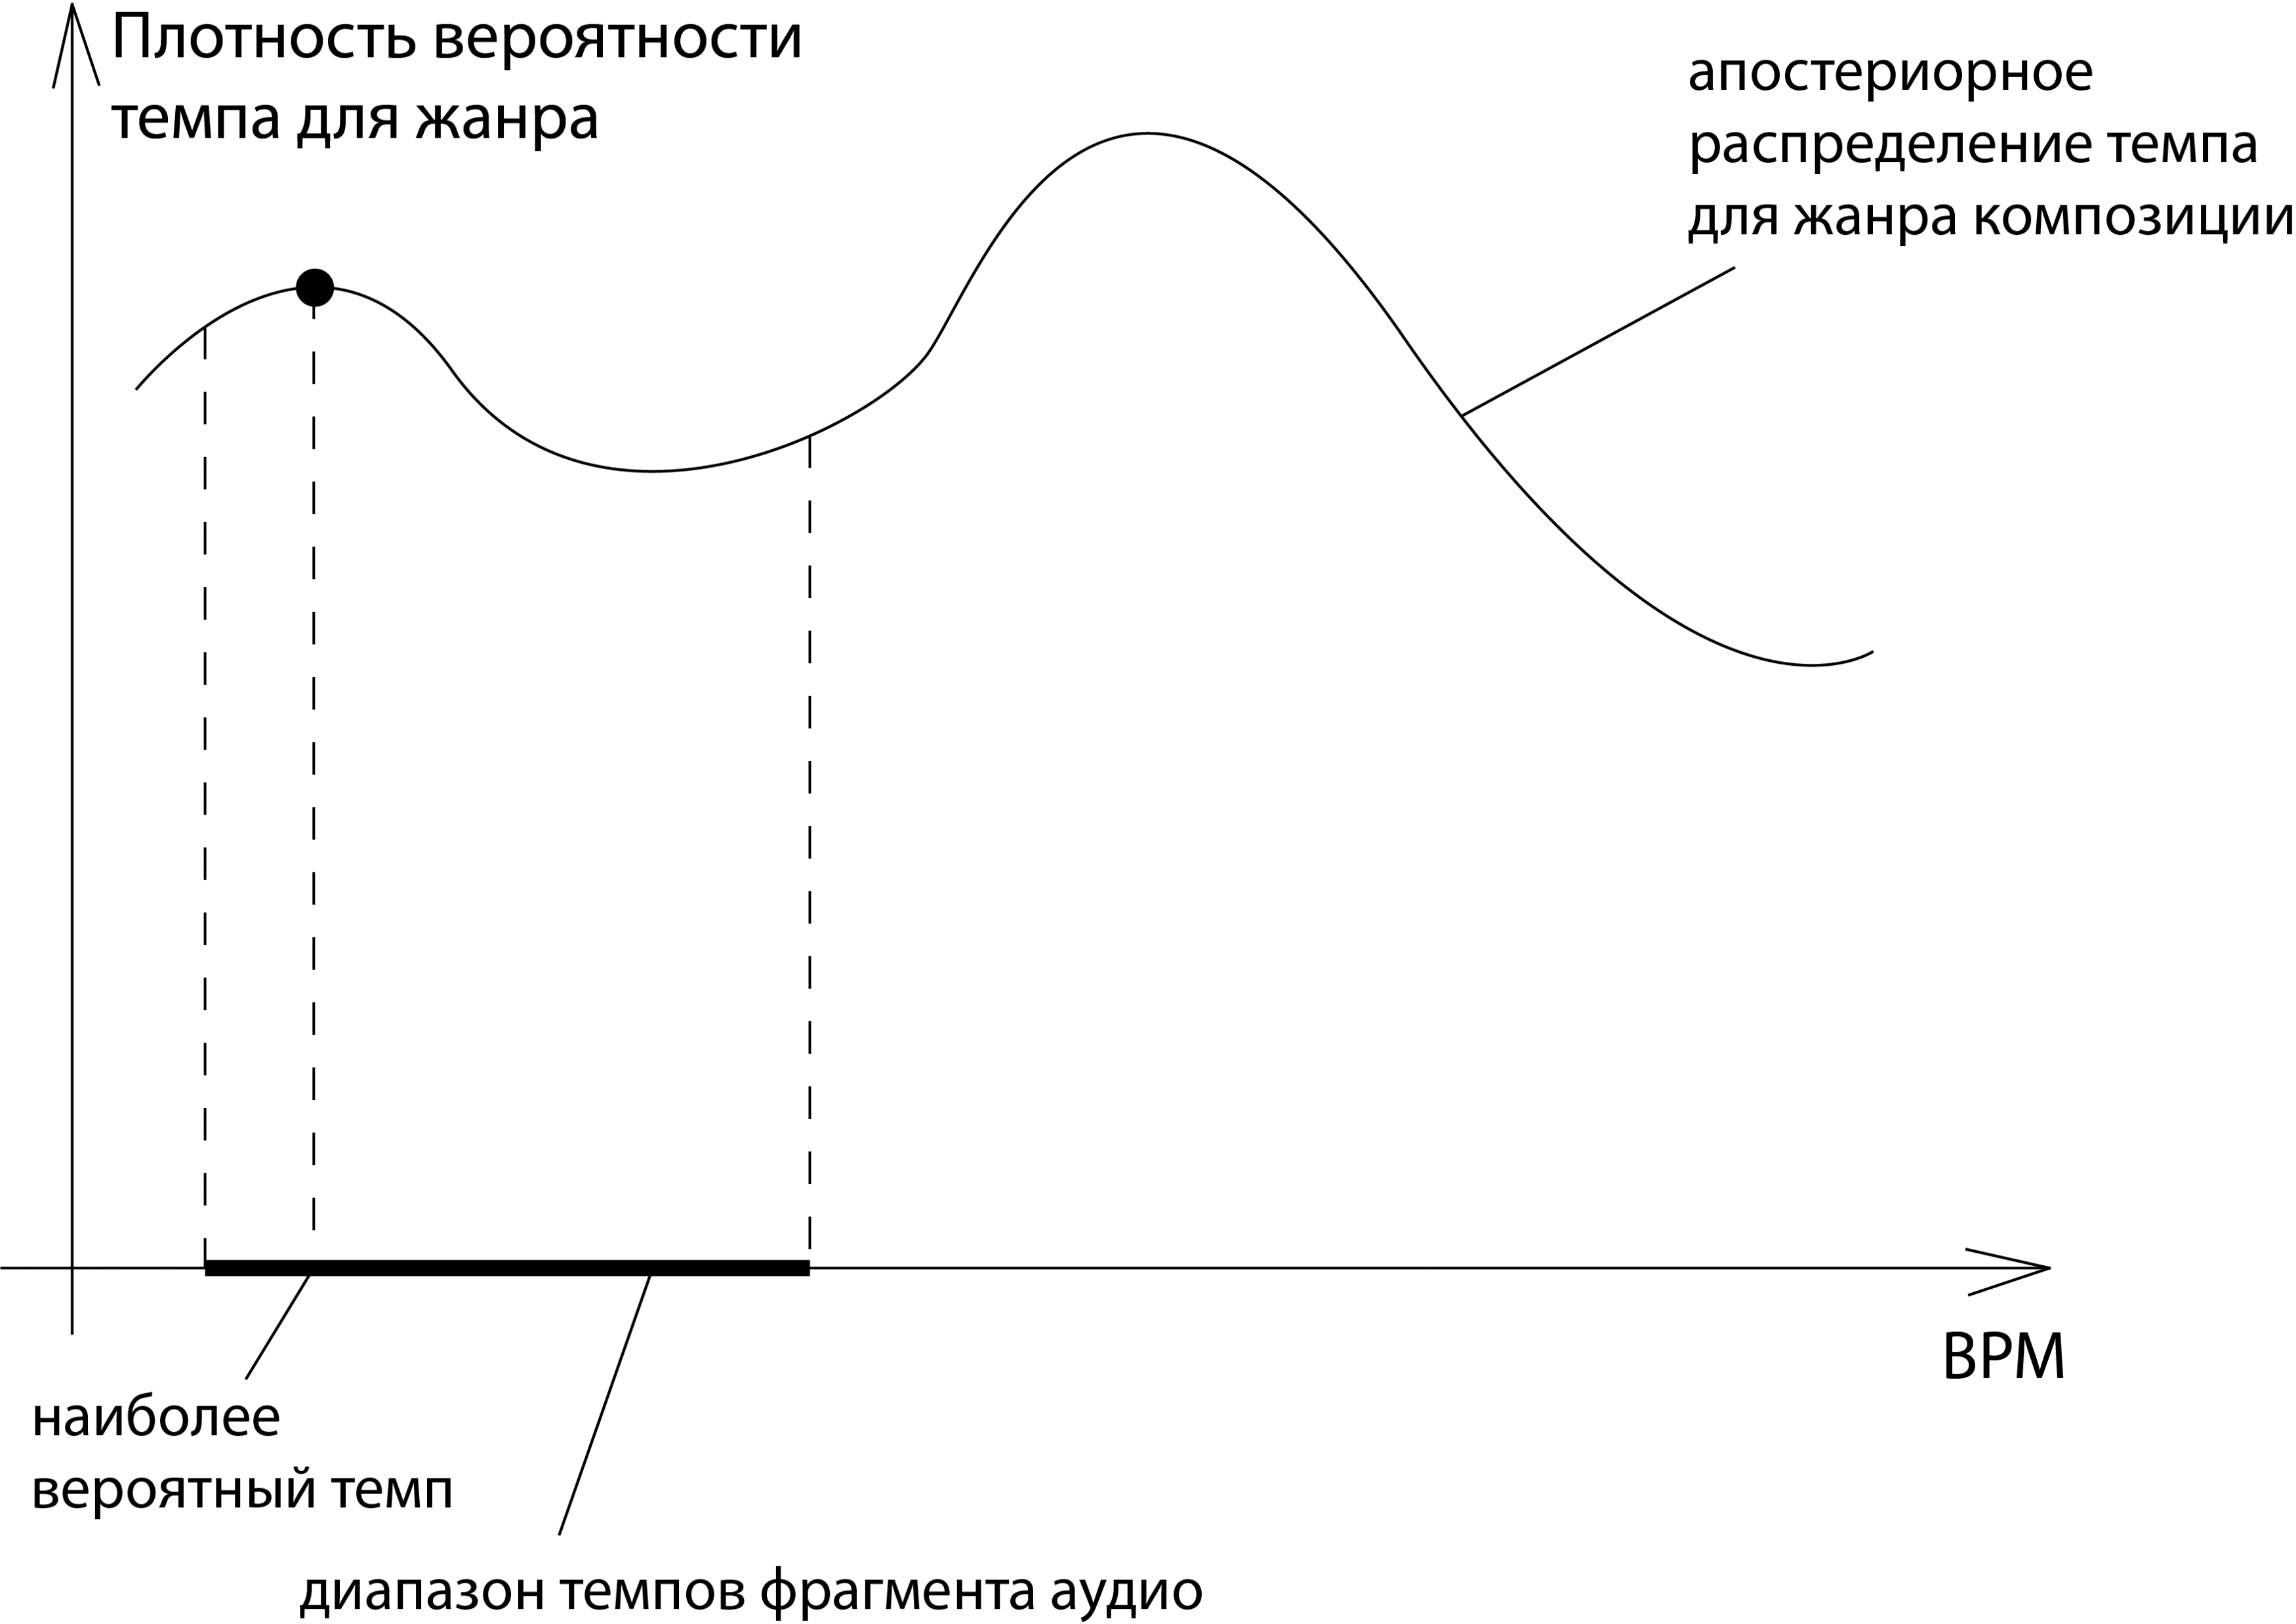 Плотность вероятности
темпа для жанра
апостериорное
распределение темпа
для жанра композиции
BPM
наиболее
вероятный темп
диапазон темпов фрагмента аудио